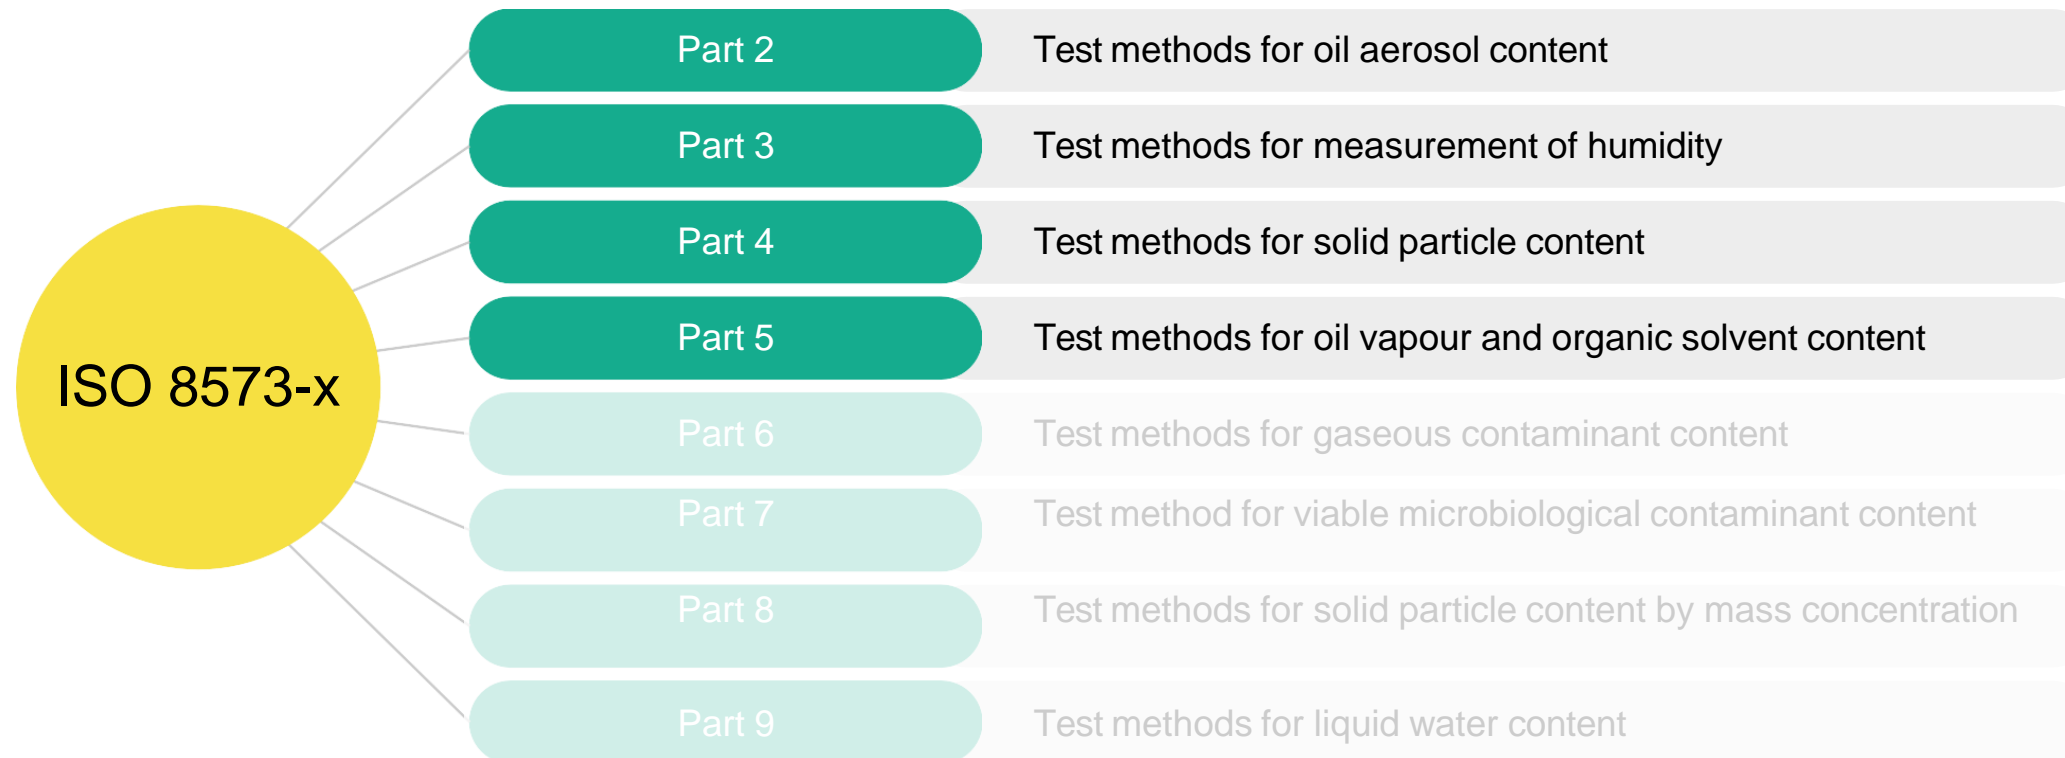 Part 2
Test methods for oil aerosol content
Part 3
Test methods for measurement of humidity
Part 4
Test methods for solid particle content
Part 5
Test methods for oil vapour and organic solvent content
ISO 8573-x
Part 6
Test methods for gaseous contaminant content
Part 7
Test method for viable microbiological contaminant content
Part 8
Test methods for solid particle content by mass concentration
Part 9
Test methods for liquid water content